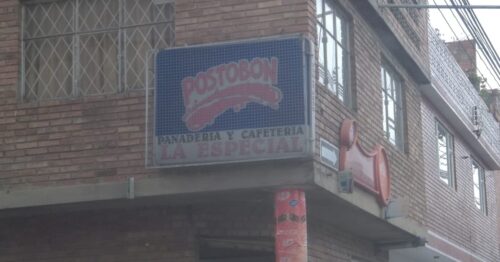 POSTOBON
PANADERIA Y CAFETERIA
LA ESPECIAL